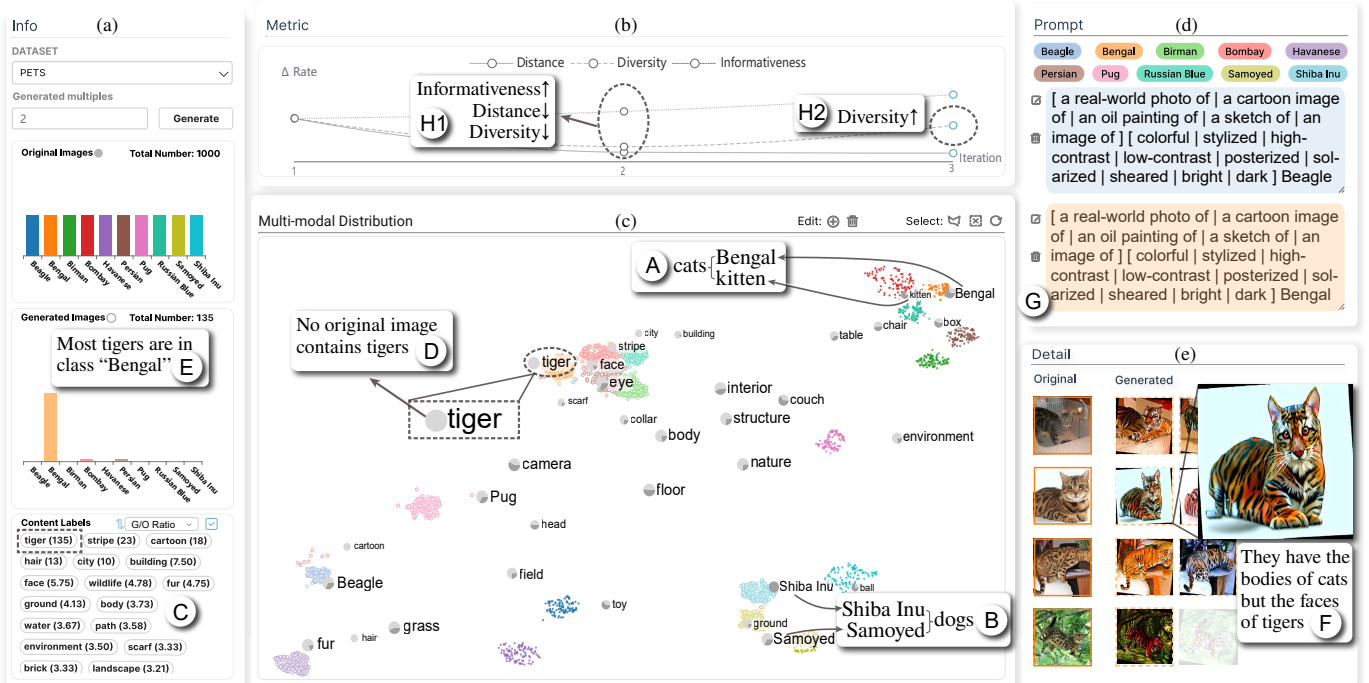 Info
(a)
DATASET
PETS
Generated multiples
2
Generate
Original Images
Total Number: 1000
Beagle
Bengal
Birman
Bombay
Havanese
Persian
Pug
Russian Blue
Samoyed
Shiba Inu
Generated Images
Total Number: 135
Most tigers are in
class “Bengal”
E
Beagle
Bengal
Birman
Bombay
Havanese
Persian
Pug
Russian Blue
Samoyed
Shiba Inu
Content Labels
G/O Ratio
tiger (135)
stripe (23)
cartoon (18)
hair (13)
city (10)
building (7.50)
face (5.75)
wildlife (4.78)
fur (4.75)
ground (4.13)
body (3.73)
C
water (3.67)
path (3.58)
environment (3.50)
scarf (3.33)
brick (3.33)
landscape (3.21)
Metric
(b)
Δ Rate
Distance
Diversity
Informativeness
Informativeness↑
Distance↓
Diversity↓
H1
H2
Diversity↑
Iteration
1
2
3
Multi-modal Distribution
(c)
Edit:
Select:
A
cats
Bengal
kitten
kitten
Bengal
No original image
contains tigers
D
city
building
table
chair
box
stripe
tiger
face
eye
tiger
scarf
interior
couch
collar
structure
body
environment
camera
nature
Pug
floor
head
cartoon
Beagle
field
Shiba Inu
ball
toy
ground
Samoyed
Shiba Inu
Samoyed
dogs
B
grass
hair
fur
Prompt
(d)
Beagle
Bengal
Birman
Bombay
Havanese
Persian
Pug
Russian Blue
Samoyed
Shiba Inu
[ a real-world photo of | a cartoon image
of | an oil painting of | a sketch of | an
image of ] [ colorful | stylized | high-
contrast | low-contrast | posterized | sol-
arized | sheared | bright | dark ] Beagle
[ a real-world photo of | a cartoon image
of | an oil painting of | a sketch of | an
image of ] [ colorful | stylized | high-
contrast | low-contrast | posterized | sol-
arized | sheared | bright | dark ] Bengal
G
Detail
(e)
Original
Generated
They have the
bodies of cats
but the faces
of tigers
F